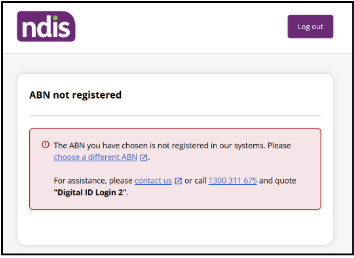 ndis
Log out
ABN not registered
The ABN you have chosen is not registered in our systems. Please
choose a different ABN.
For assistance, please contact us or call 1300 311 675 and quote
"Digital ID Login 2".